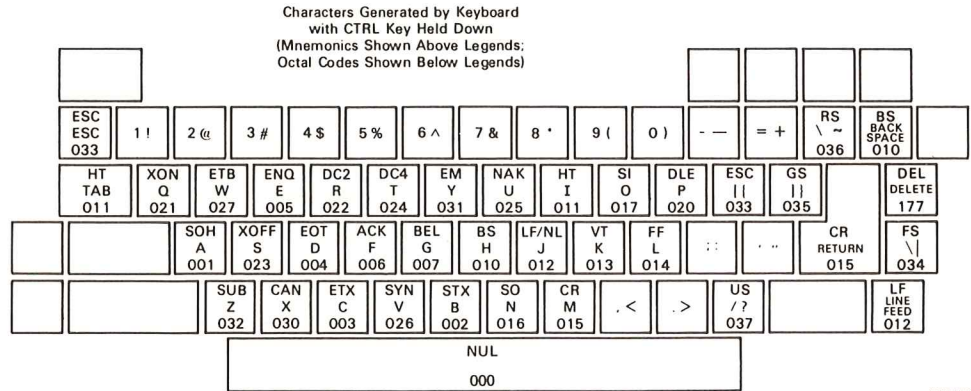 Characters Generated by Keyboard
with CTRL Key Held Down
(Mnemonics Shown Above Legends;
Octal Codes Shown Below Legends)
ESC ESC 033
1 !
2 @
3 #
4 $
5 %
6 ^
7 &
8 *
9 (
0 )
- —
= +
RS \ ~ 036
BS BACK SPACE 010
HT TAB 011
XON Q 021
ETB W 027
ENQ E 005
DC2 R 022
DC4 T 024
EM Y 031
NAK U 025
HT I 011
SI O 017
DLE P 020
ESC [{ 033
GS ]} 035
DEL DELETE 177
SOH A 001
XOFF S 023
EOT D 004
ACK F 006
BEL G 007
BS H 010
LF/NL J 012
VT K 013
FF L 014
; :
' "
CR RETURN 015
FS \| 034
SUB Z 032
CAN X 030
ETX C 003
SYN V 026
STX B 002
SO N 016
CR M 015
, <
. >
US / ? 037
LF LINE FEED 012
NUL
000